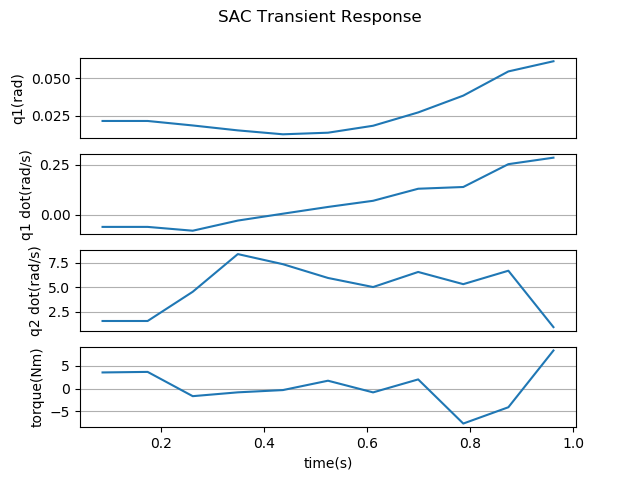 SAC Transient Response
q1(rad)
0.050
0.025
q1 dot(rad/s)
0.25
0.00
q2 dot(rad/s)
7.5
5.0
2.5
torque(Nm)
5
0
−5
0.2 0.4 0.6 0.8 1.0
time(s)